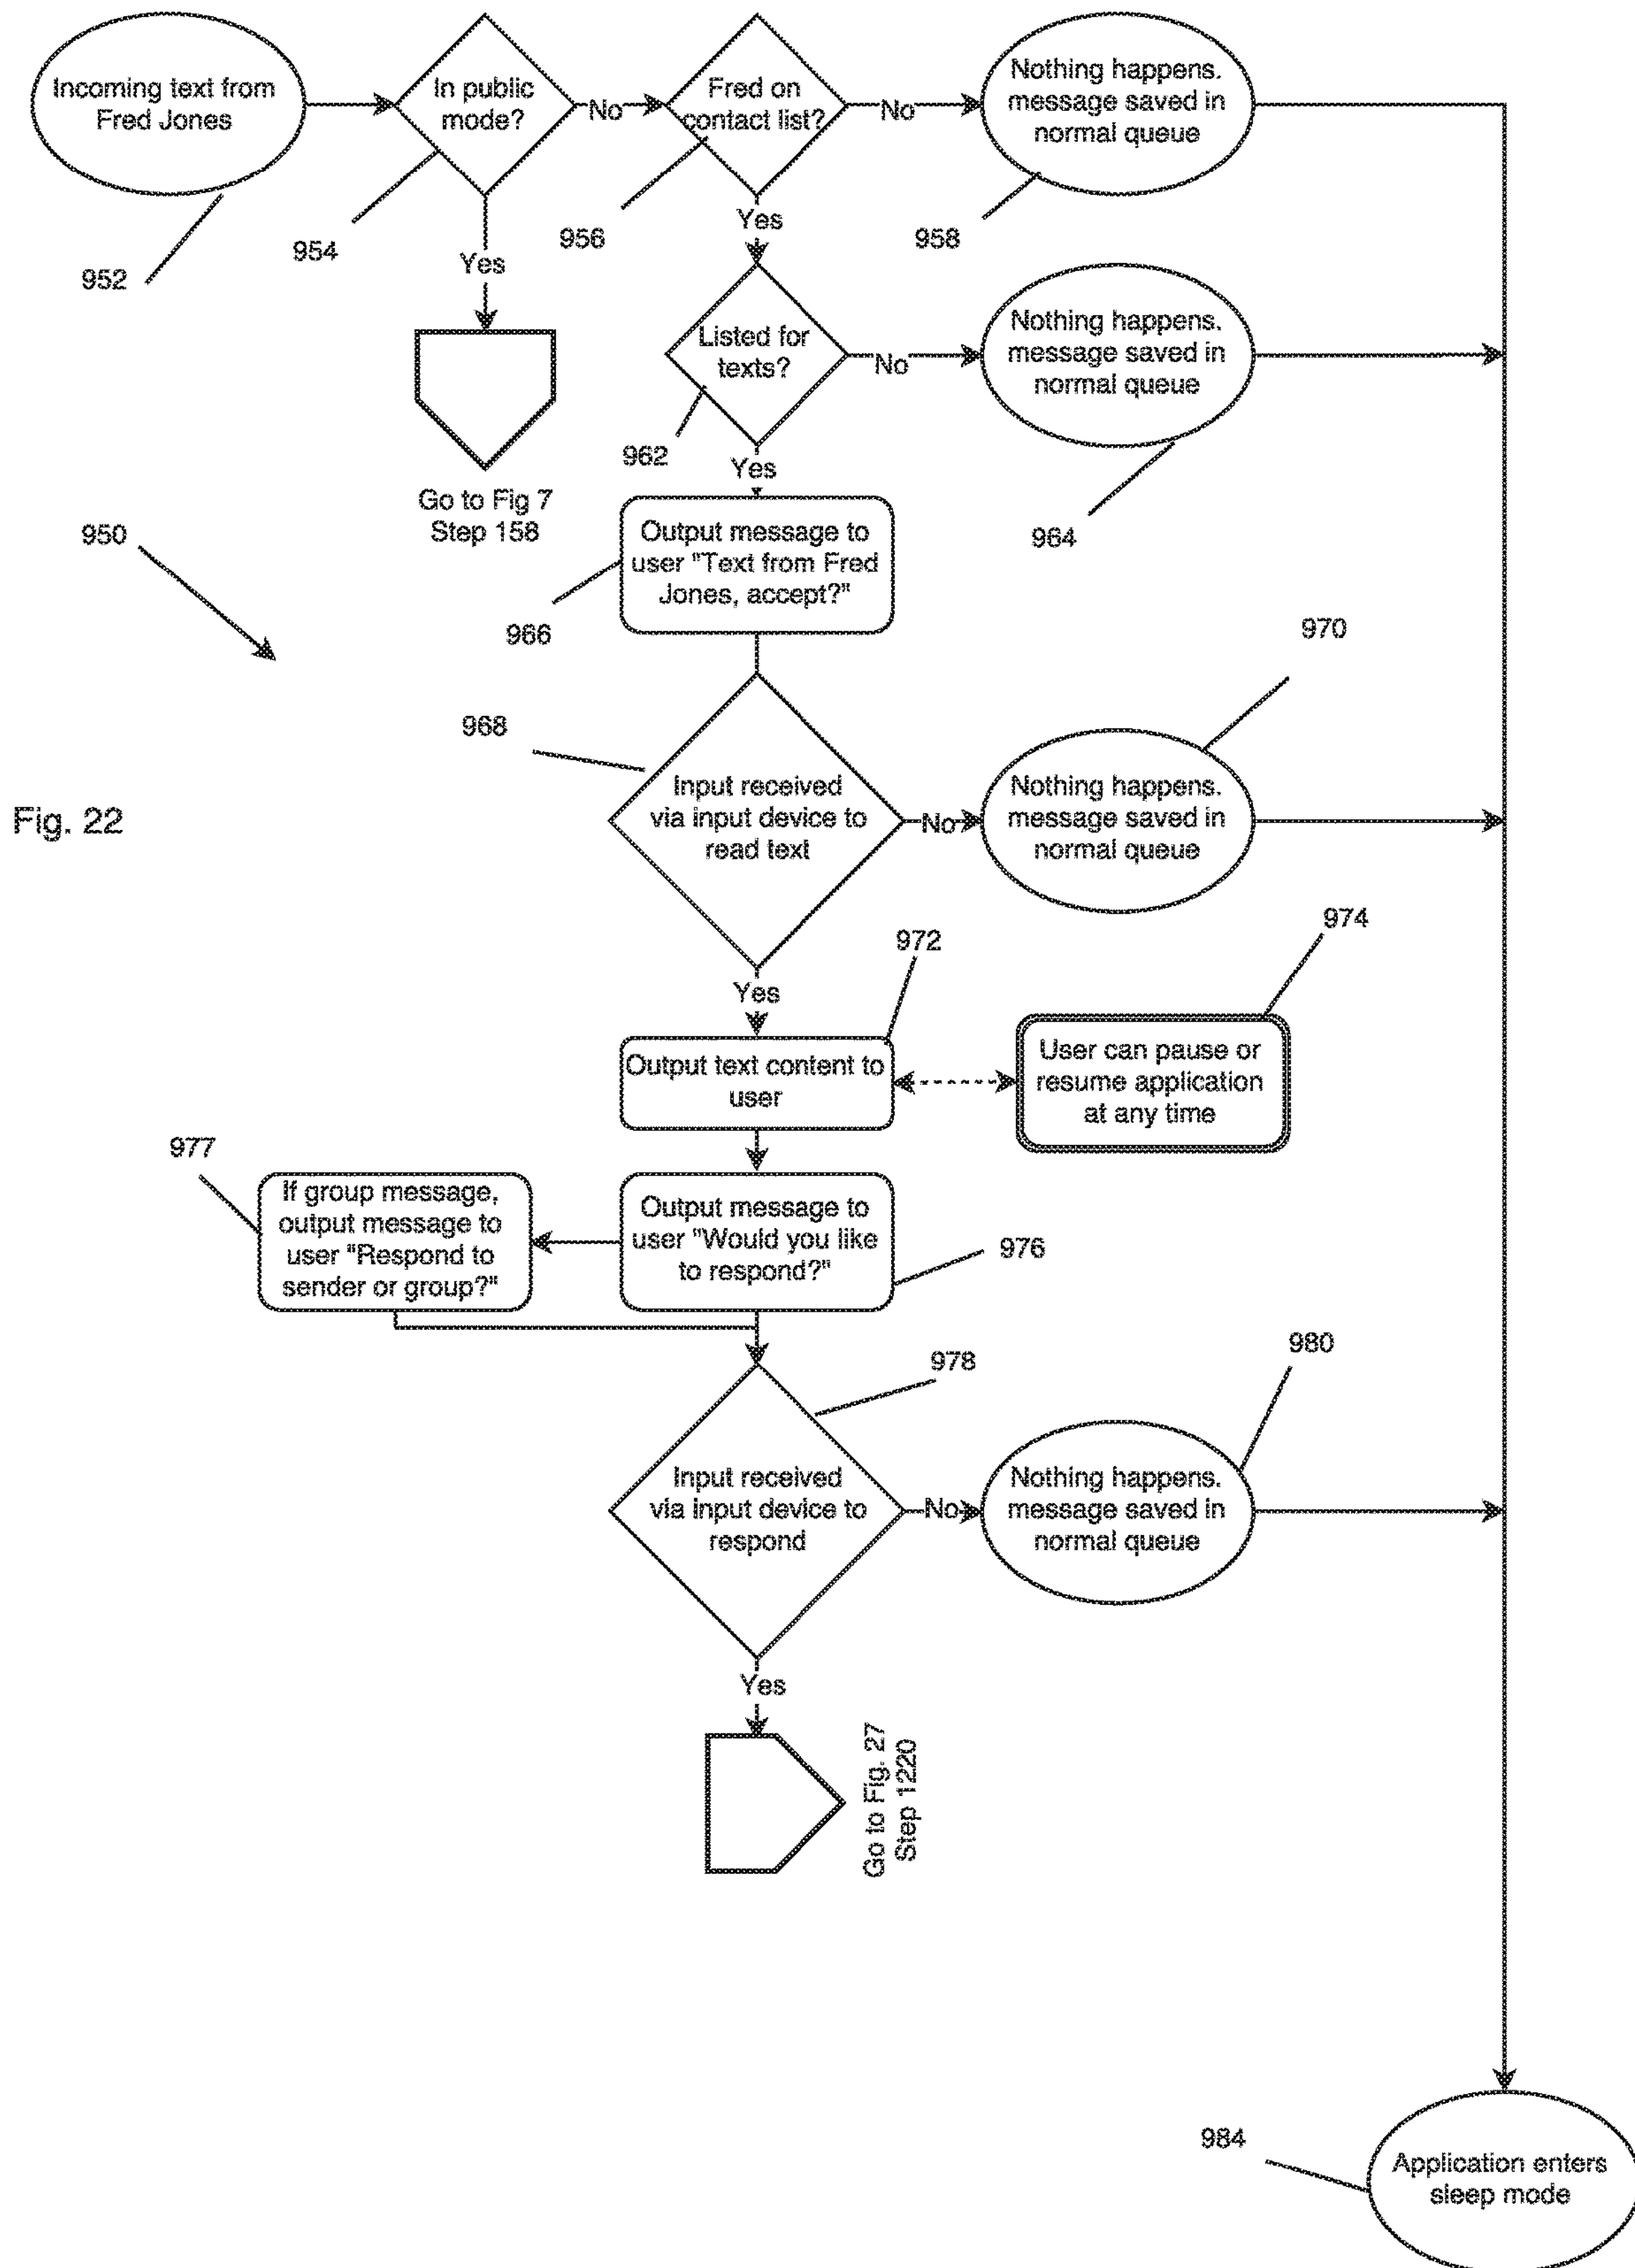 Incoming text from
Fred Jones
In public
mode?
No
Fred on
contact list?
No
Nothing happens.
message saved in
normal queue
952
954
Yes
956
Yes
958
Go to Fig 7
Step 158
Listed for
texts?
No
Nothing happens.
message saved in
normal queue
962
Yes
964
950
Output message to
user "Text from Fred
Jones, accept?"
966
970
968
Fig. 22
Input received
via input device to
read text
No
Nothing happens.
message saved in
normal queue
Yes
972
974
Output text content to
user
User can pause or
resume application
at any time
977
If group message,
output message to
user "Respond to
sender or group?"
Output message to
user "Would you like
to respond?"
976
978
980
Input received
via input device to
respond
No
Nothing happens.
message saved in
normal queue
Yes
Go to Fig. 27
Step 1220
984
Application enters
sleep mode